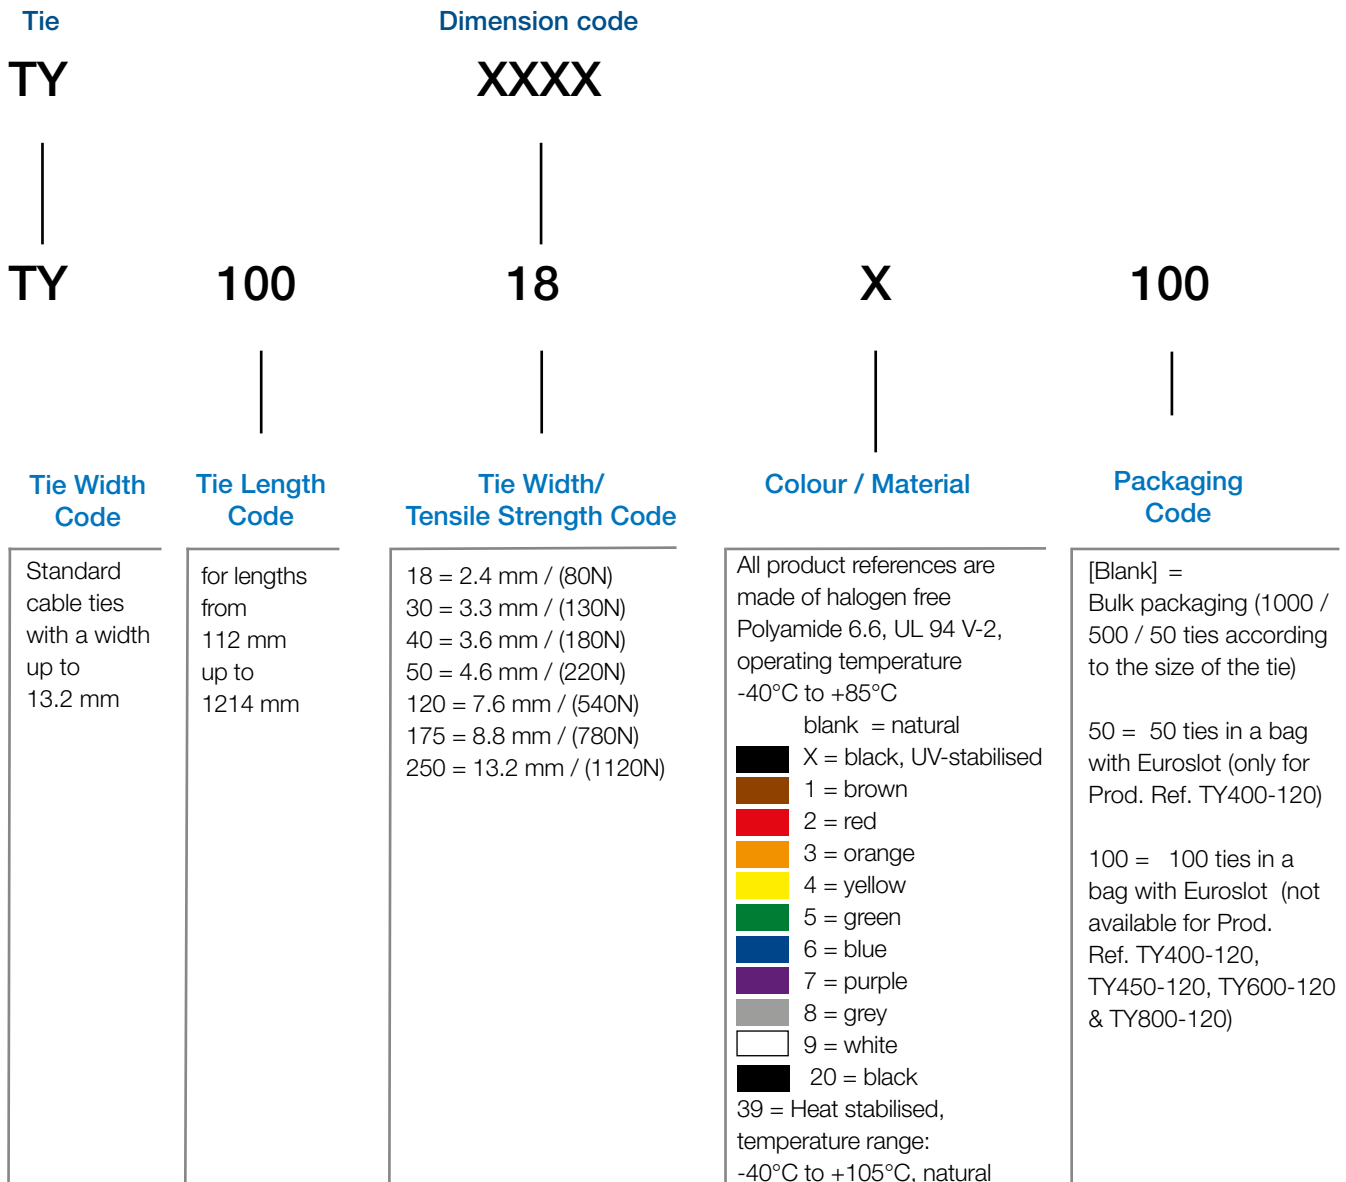 Tie
Dimension code
TY
XXXX
TY
100
18
X
100
Tie Width
Code
Standard
cable ties
with a width
up to
13.2 mm
Tie Length
Code
for lengths
from
112 mm
up to
1214 mm
Tie Width/
Tensile Strength Code
18 = 2.4 mm / (80N)
30 = 3.3 mm / (130N)
40 = 3.6 mm / (180N)
50 = 4.6 mm / (220N)
120 = 7.6 mm / (540N)
175 = 8.8 mm / (780N)
250 = 13.2 mm / (1120N)
Colour / Material
All product references are
made of halogen free
Polyamide 6.6, UL 94 V-2,
operating temperature
-40°C to +85°C
blank = natural
X = black, UV-stabilised
1 = brown
2 = red
3 = orange
4 = yellow
5 = green
6 = blue
7 = purple
8 = grey
9 = white
20 = black
39 = Heat stabilised,
temperature range:
-40°C to +105°C, natural
Packaging
Code
[Blank] =
Bulk packaging (1000 /
500 / 50 ties according
to the size of the tie)
50 = 50 ties in a bag
with Euroslot (only for
Prod. Ref. TY400-120)
100 = 100 ties in a
bag with Euroslot (not
available for Prod.
Ref. TY400-120,
TY450-120, TY600-120
& TY800-120)